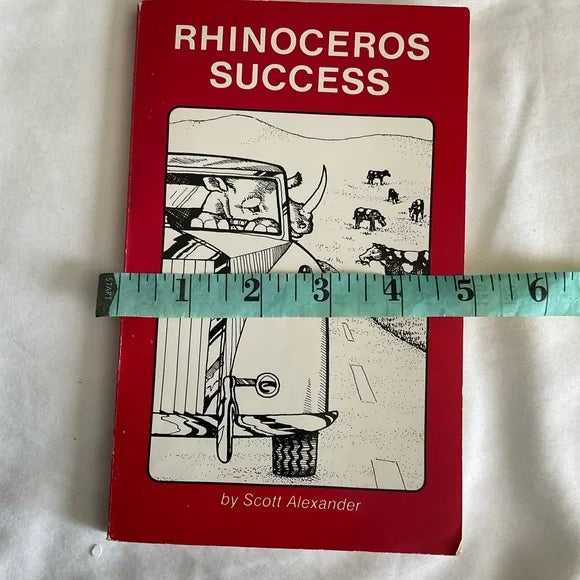 RHINOCEROS
SUCCESS
START 1 2 3 4 5 6
by Scott Alexander